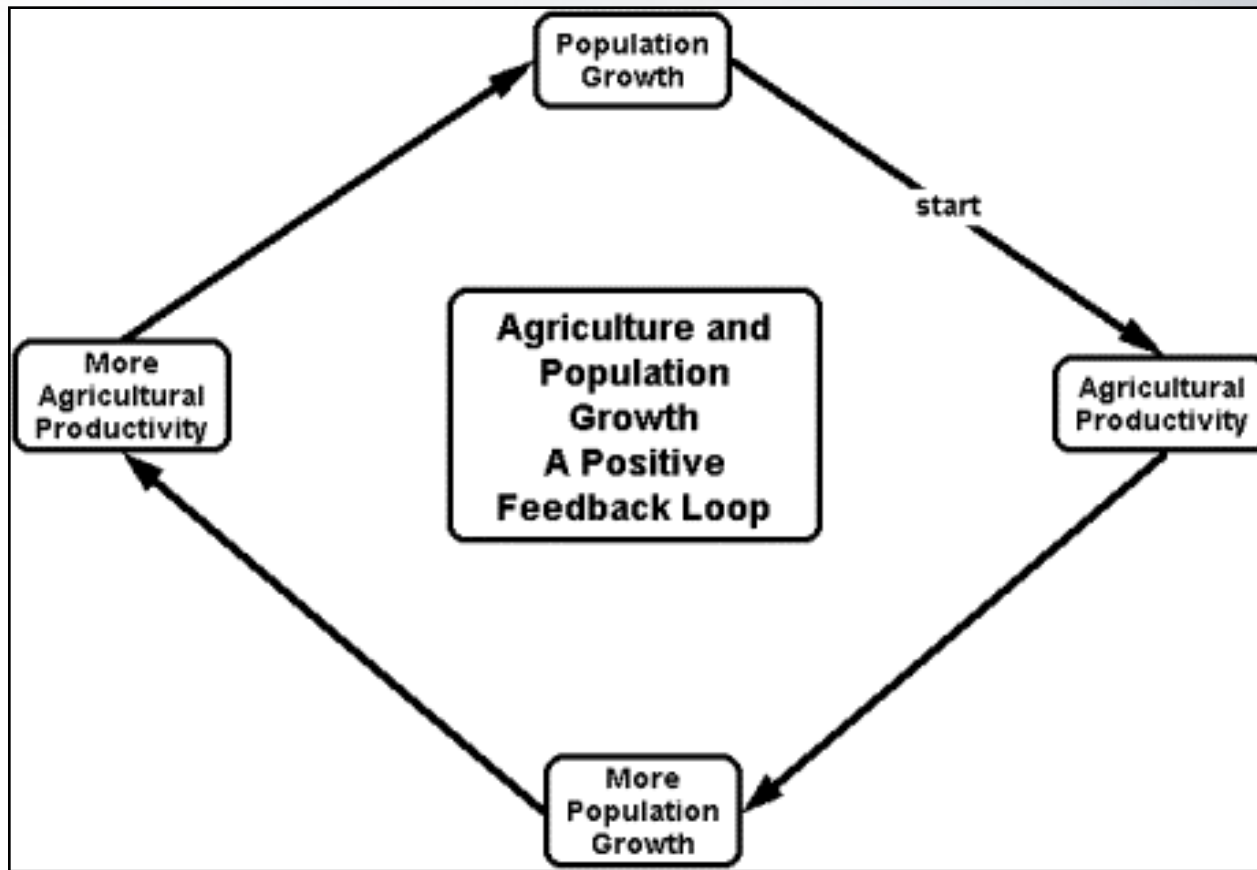 Population
Growth
start
Agricultural
Productivity
More
Population
Growth
More
Agricultural
Productivity
Agriculture and
Population
Growth
A Positive
Feedback Loop